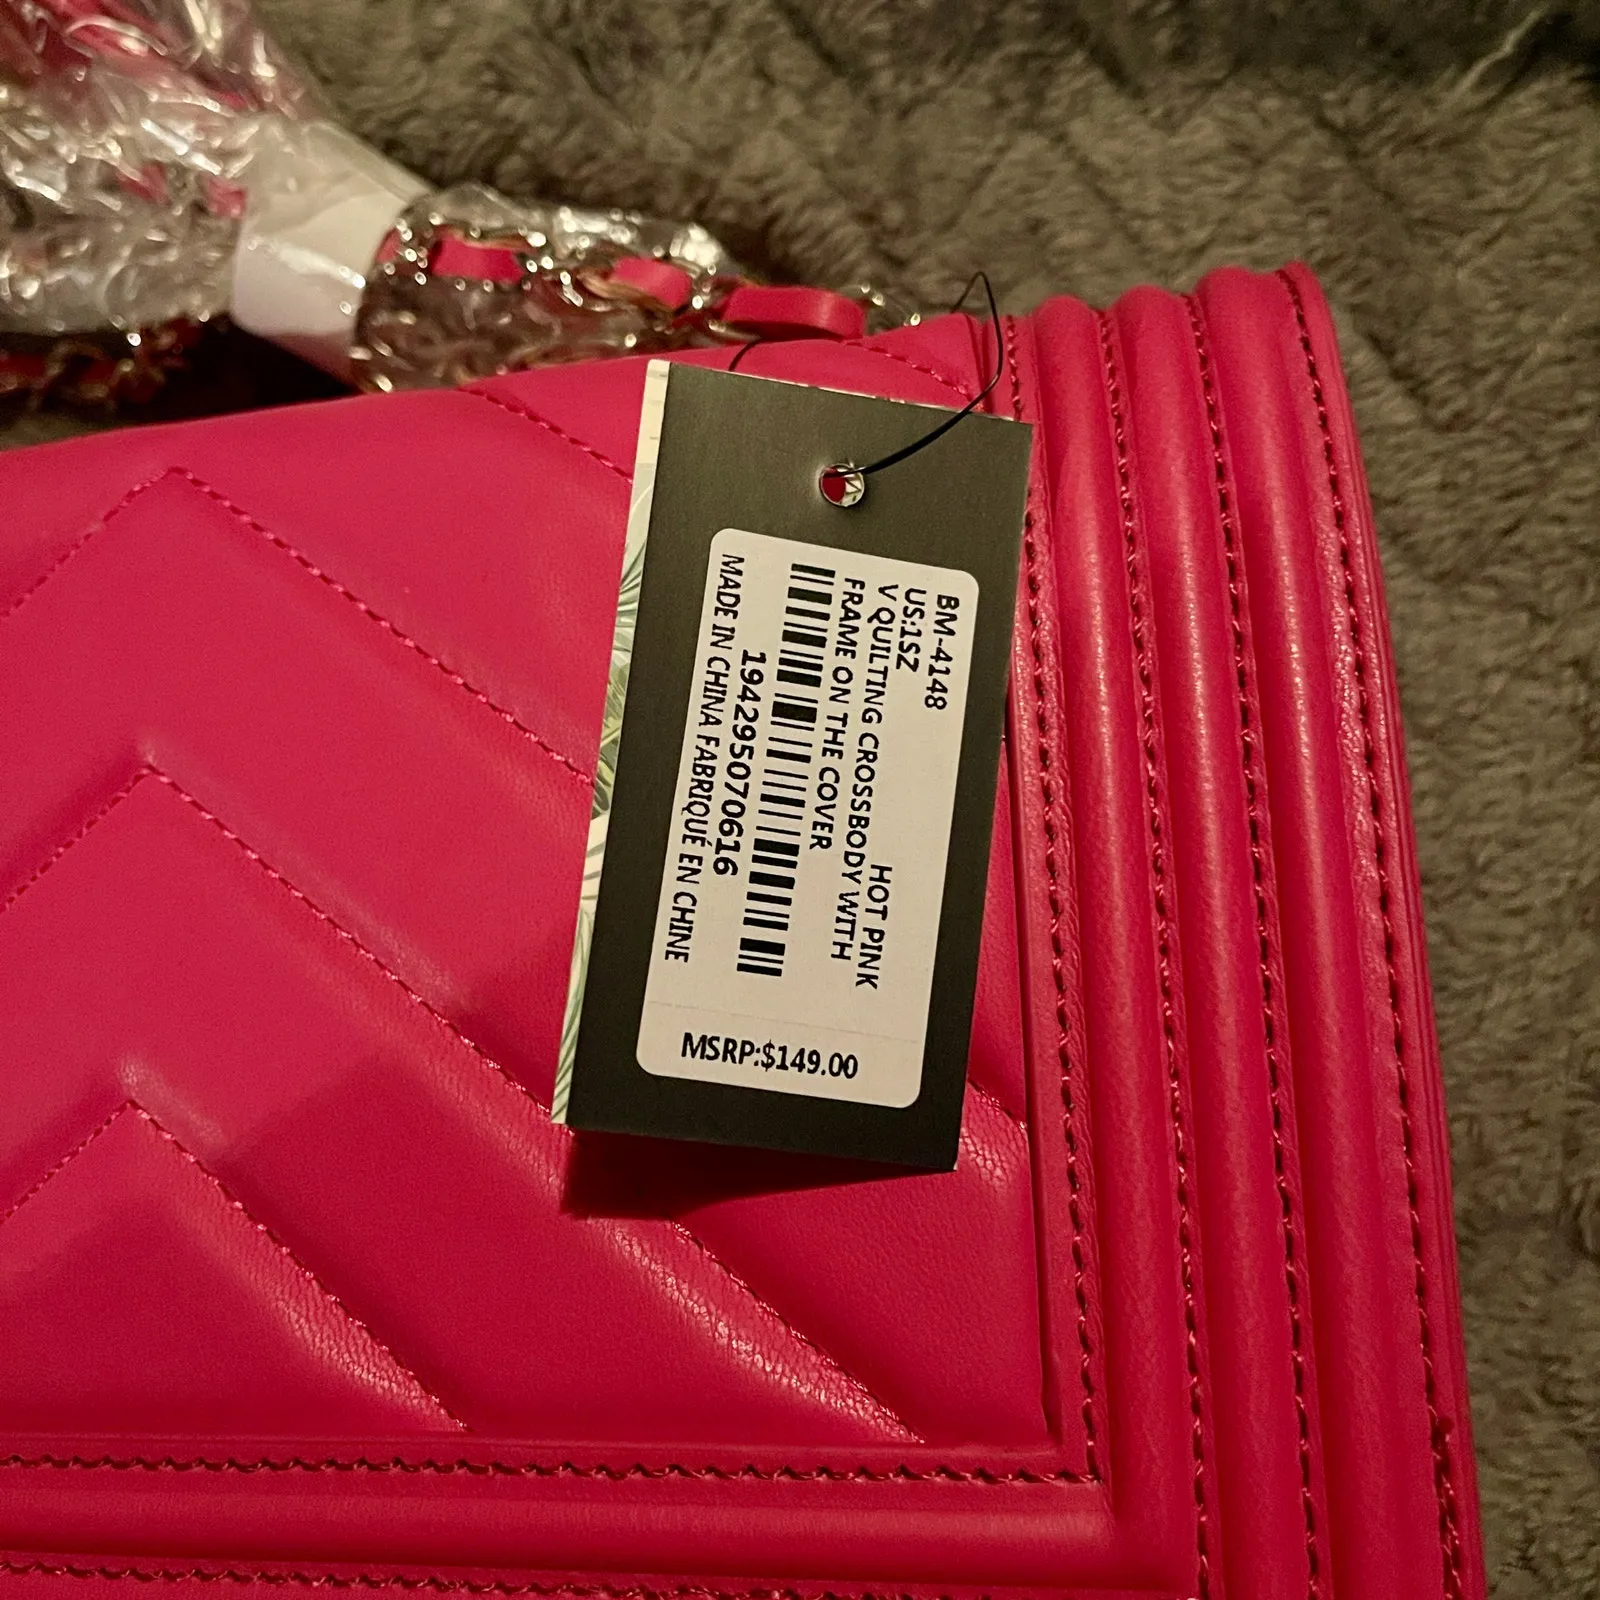 BM-4148
US:1SZ
HOT PINK
V QUILTING CROSSBODY WITH
FRAME ON THE COVER
194295070616
MADE IN CHINA FABRIQUÉ EN CHINE
MSRP:$149.00